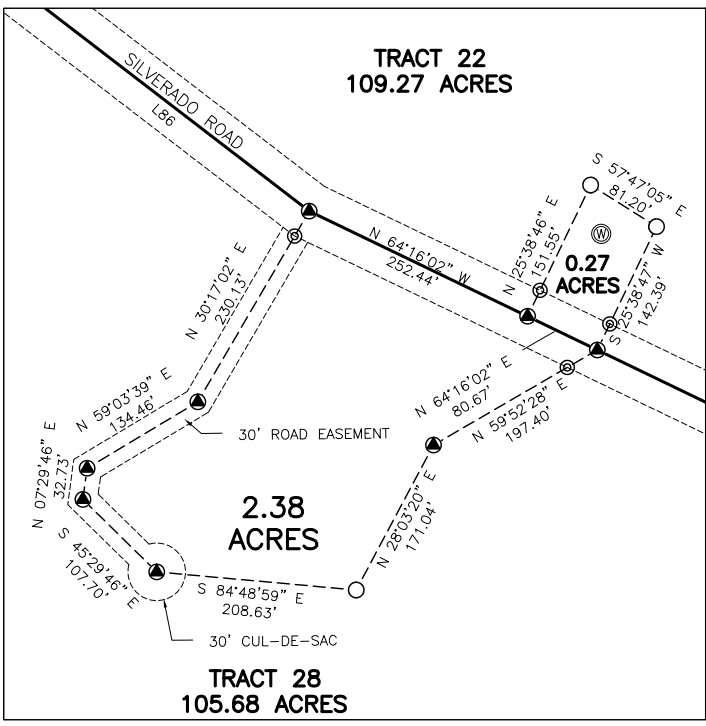 TRACT 22
109.27 ACRES
SILVERADO ROAD
L86
S 57°47'05" E
81.20'
N 64°16'02" W
252.44'
N 25°38'46" E
151.55'
W
0.27
ACRES
S 25°38'47" W
142.39'
N 30°17'02" E
230.13'
N 64°16'02" E
80.67'
N 59°52'28" E
197.40'
N 59°03'39" E
134.46'
30' ROAD EASEMENT
N 07°29'46" E
32.73'
2.38
ACRES
N 28°03'20" E
171.04'
S 45°29'46" E
107.70'
S 84°48'59" E
208.63'
30' CUL-DE-SAC
TRACT 28
105.68 ACRES